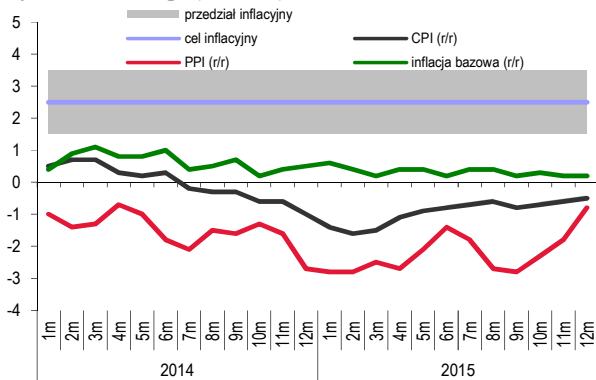 przedział inflacyjny
cel inflacyjny
CPI (r/r)
PPI (r/r)
inflacja bazowa (r/r)
5
4
3
2
1
0
-1
-2
-3
-4
1m 2m 3m 4m 5m 6m 7m 8m 9m 10m 11m 12m 1m 2m 3m 4m 5m 6m 7m 8m 9m 10m 11m 12m
2014 2015